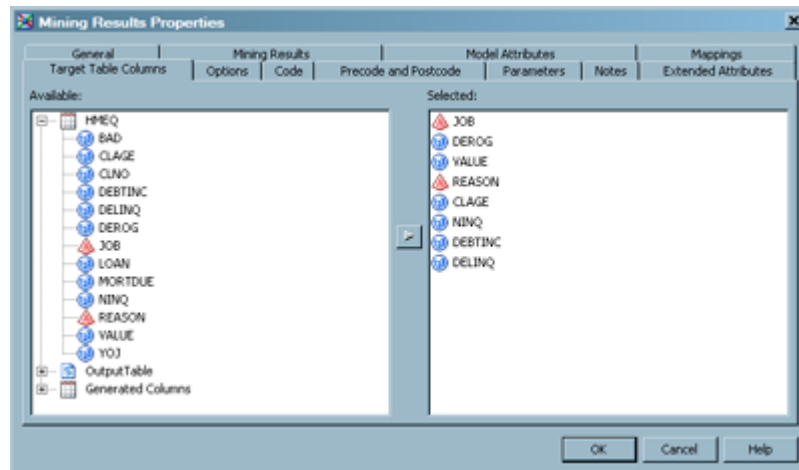 Mining Results Properties
General
Mining Results
Model Attributes
Mappings
Target Table Columns
Options
Code
Precode and Postcode
Parameters
Notes
Extended Attributes
Available:
Selected:
HMEQ
BAD
CLAGE
CLNO
DEBTINC
DELINQ
DEROG
JOB
LOAN
MORTDUE
NINQ
REASON
VALUE
YOJ
OutputTable
Generated Columns
JOB
DEROG
VALUE
REASON
CLAGE
NINQ
DEBTINC
DELINQ
OK
Cancel
Help